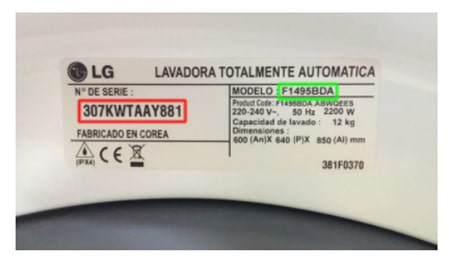 LG LAVADORA TOTALMENTE AUTOMATICA
Nº DE SERIE :
307KWTAAY881
FABRICADO EN COREA
(IPX4)
MODELO : F1495BDA
Product Code: F1495BDA.ABWQEES
220-240 V~, 50 Hz 2200 W
Capacidad de lavado : 12 kg
Dimensiones :
600 (An)X 640 (P)X 850 (Al) mm
381F0370